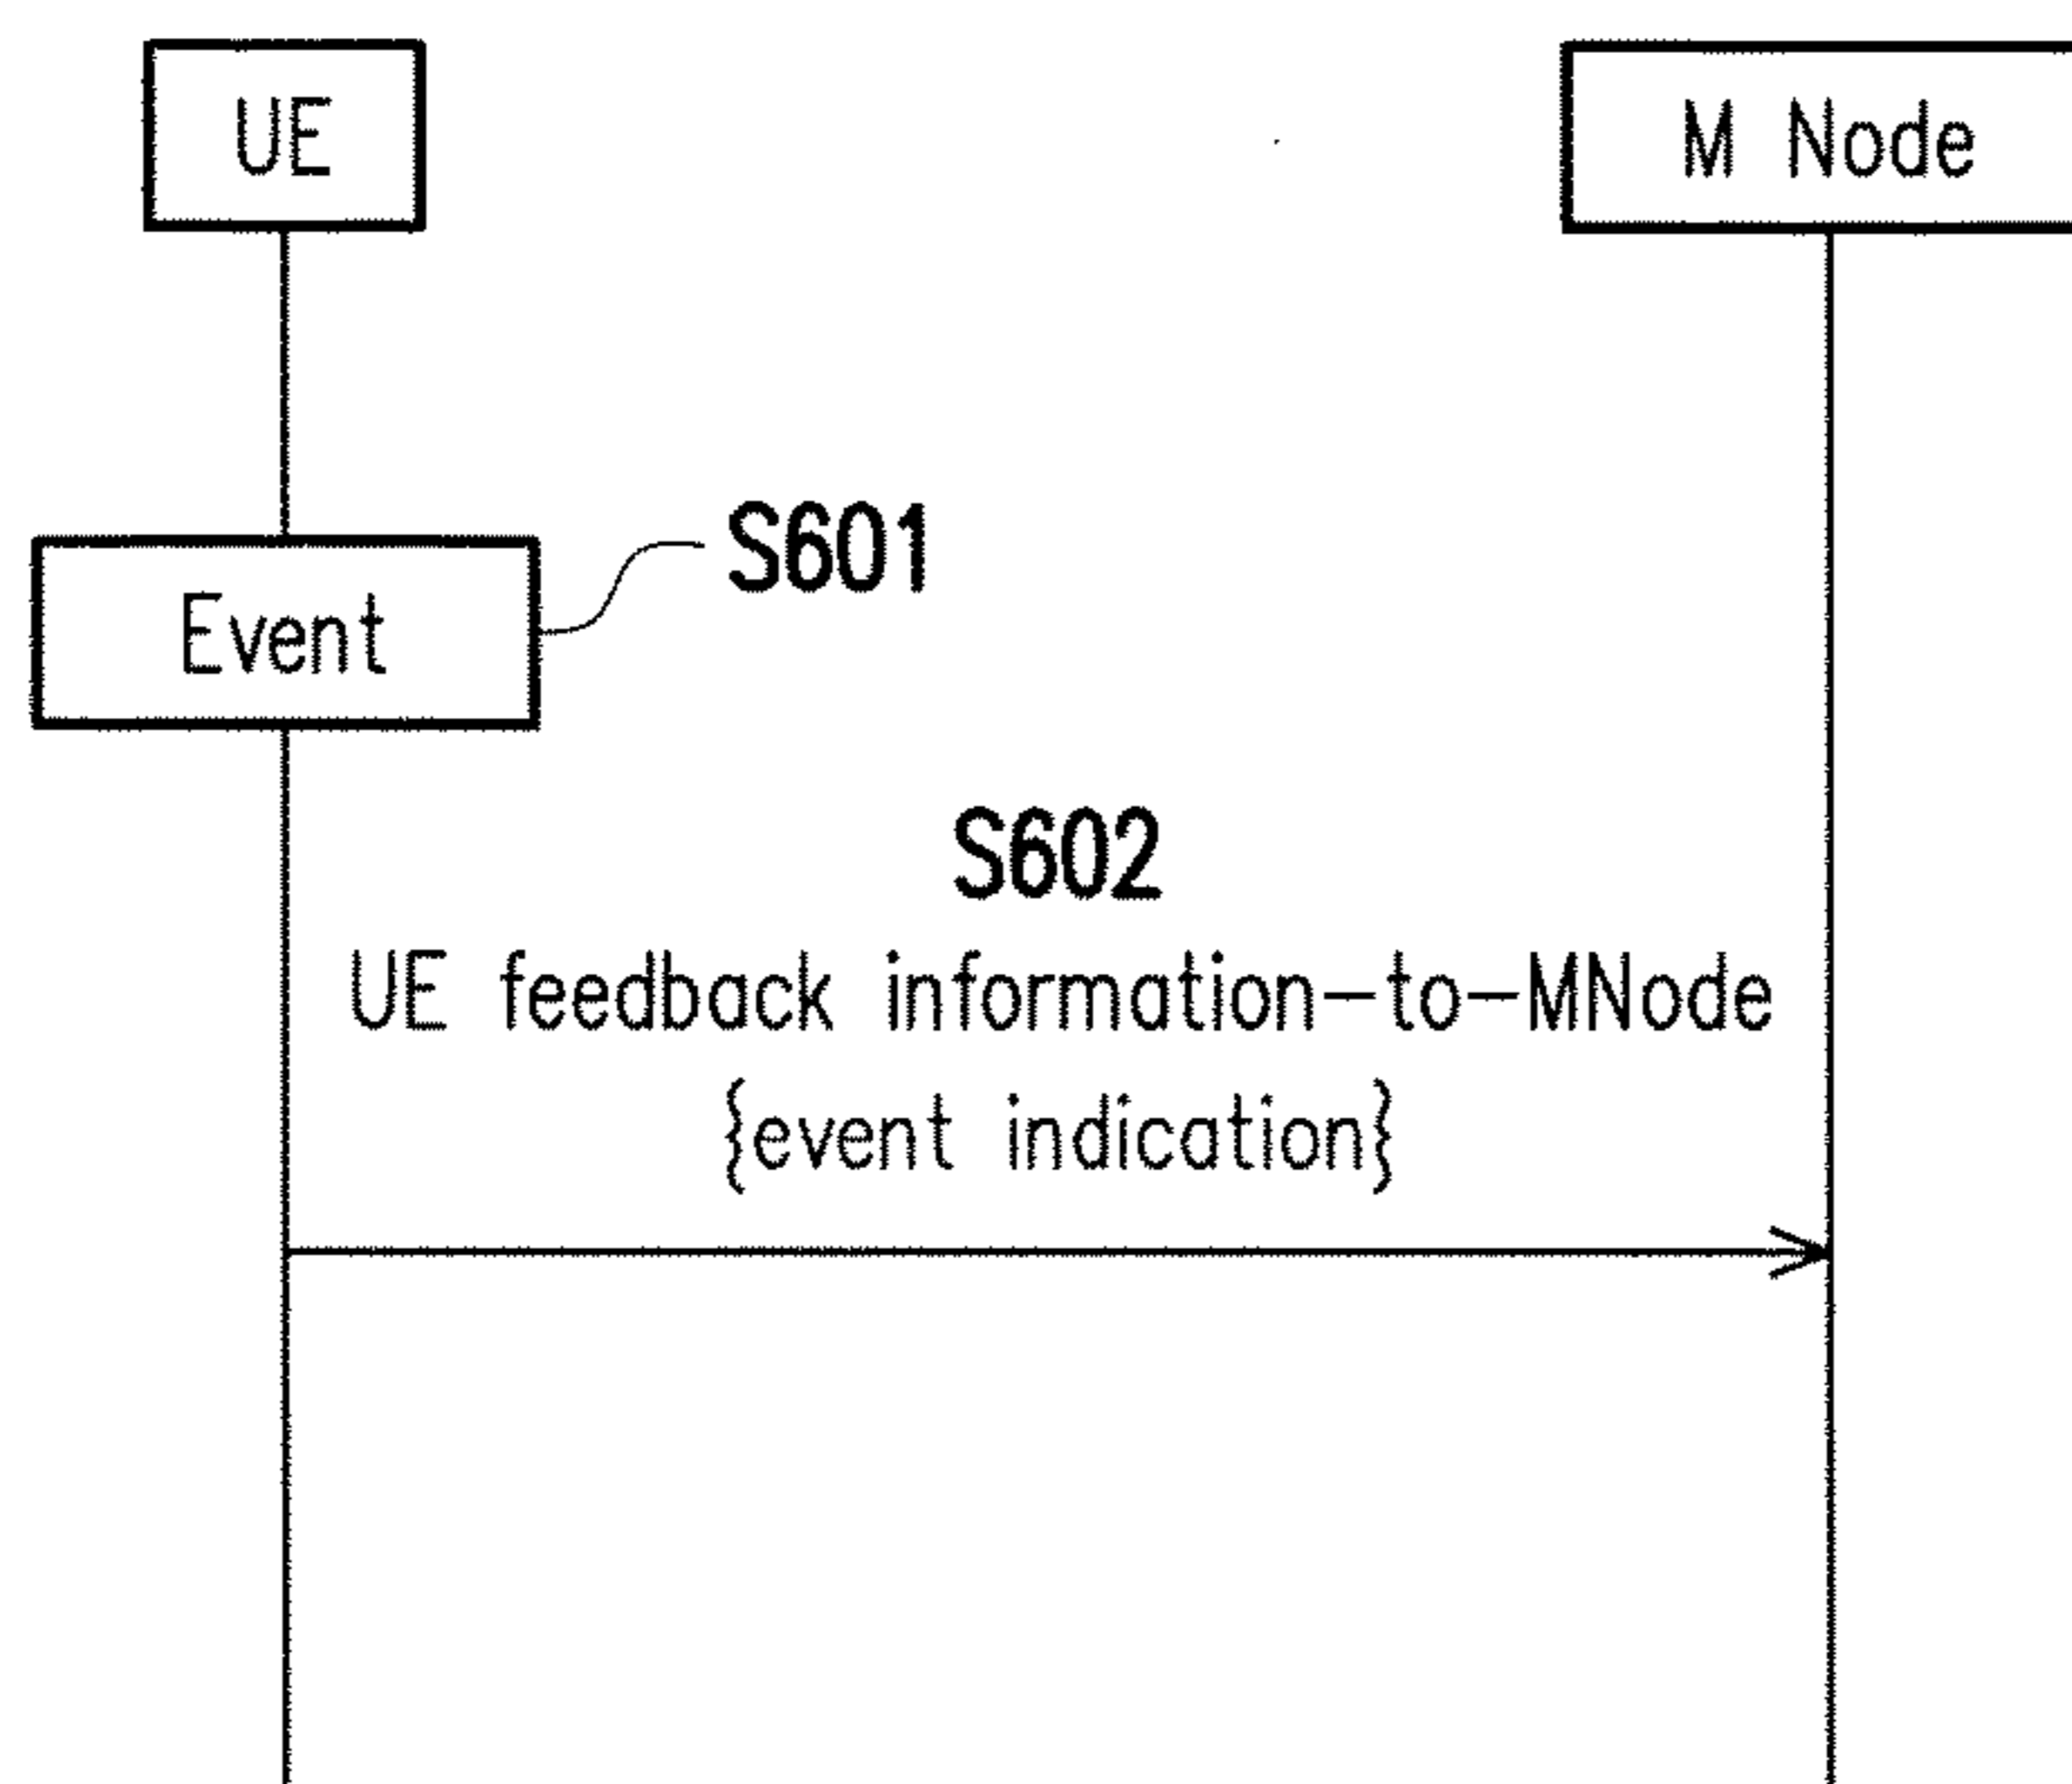 UE
M Node
S601
Event
S602
UE feedback information-to-MNode
{event indication}